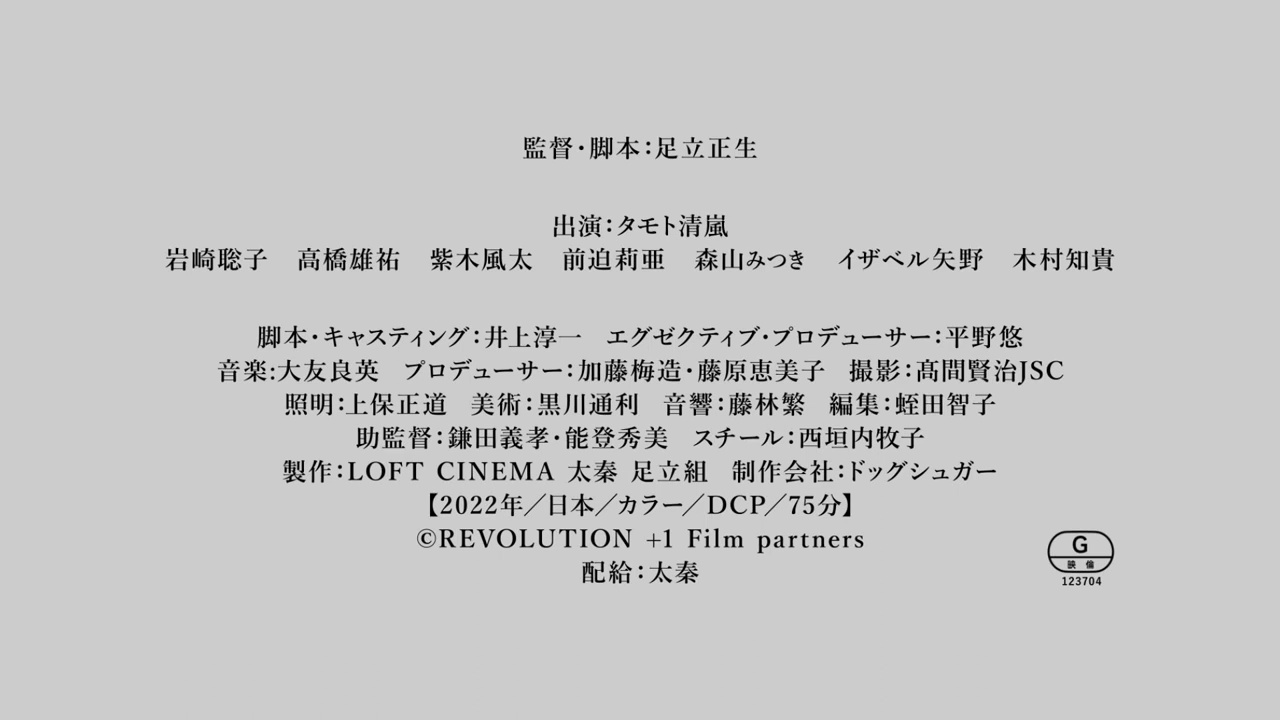 監督・脚本：足立正生
出演：タモト清嵐
岩崎聡子　高橋雄祐　紫木風太　前迫莉亜　森山みつき　イザベル矢野　木村知貴
脚本・キャスティング：井上淳一　エグゼクティブ・プロデューサー：平野悠
音楽:大友良英　プロデューサー：加藤梅造・藤原恵美子　撮影：髙間賢治JSC
照明：上保正道　美術：黒川通利　音響：藤林繁　編集：蛭田智子
助監督：鎌田義孝・能登秀美　スチール：西垣内牧子
製作：LOFT CINEMA 太秦 足立組　制作会社：ドッグシュガー
【2022年／日本／カラー／DCP／75分】
©REVOLUTION +1 Film partners
配給：太秦
G
映 倫
123704